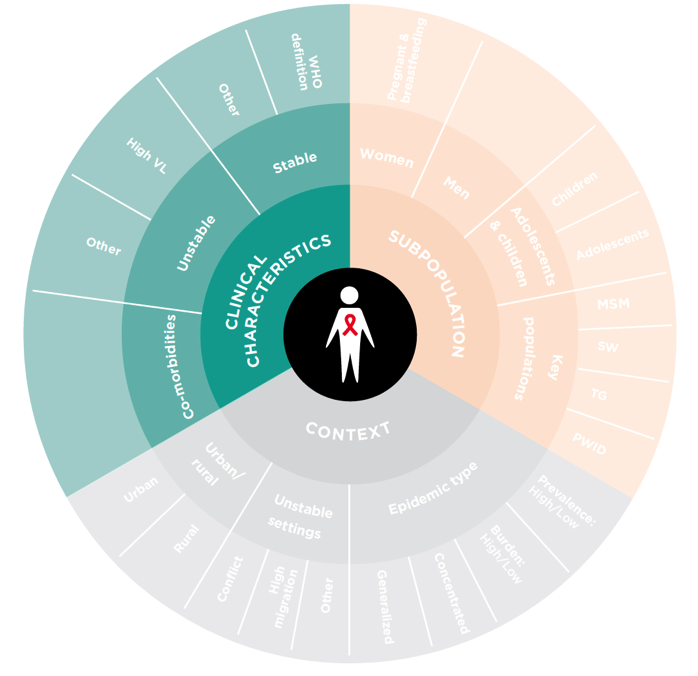 CLINICAL
CHARACTERISTICS
Stable
WHO
definition
Other
Unstable
High VL
Other
Co-morbidities
SUBPOPULATION
Women
Pregnant &
breastfeeding
Men
Adolescents
& children
Children
Adolescents
Key
populations
MSM
SW
TG
PWID
CONTEXT
Epidemic type
Prevalence:
High/Low
Burden:
High/Low
Concentrated
Generalized
Unstable
settings
Other
High
migration
Conflict
Urban/
rural
Rural
Urban